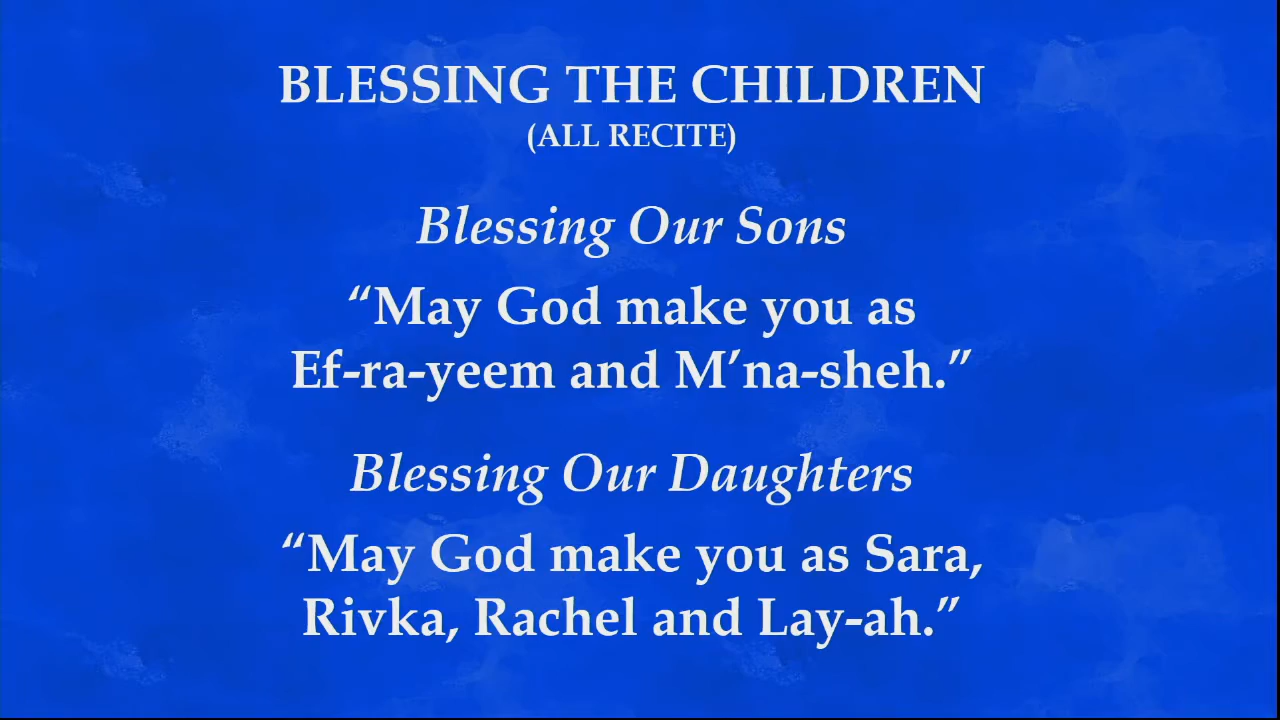 BLESSING THE CHILDREN
(ALL RECITE)
Blessing Our Sons
“May God make you as
Ef-ra-yeem and M’na-sheh.”
Blessing Our Daughters
“May God make you as Sara,
Rivka, Rachel and Lay-ah.”